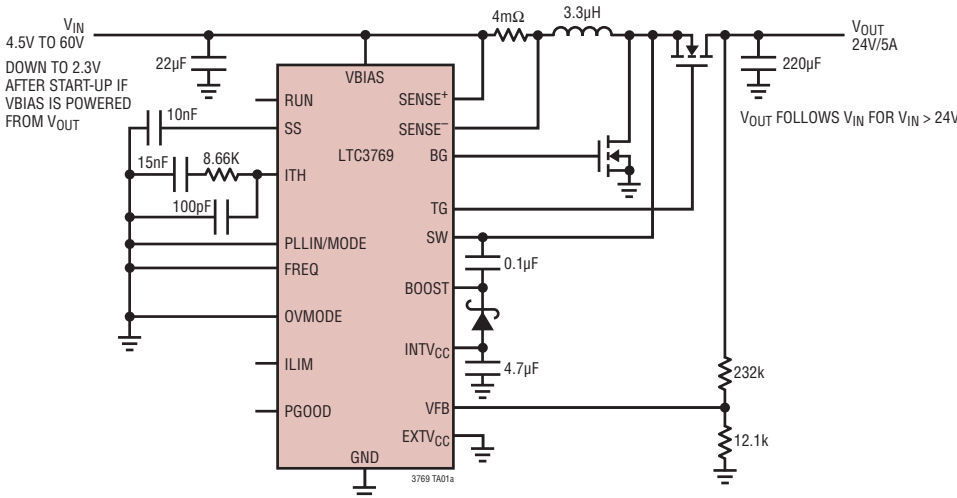 VIN
4.5V TO 60V
DOWN TO 2.3V
AFTER START-UP IF
VBIAS IS POWERED
FROM VOUT
22µF
4mΩ
3.3µH
VOUT
24V/5A
220µF
VOUT FOLLOWS VIN FOR VIN > 24V
VBIAS
RUN
SENSE+
10nF
SS
SENSE–
LTC3769
BG
15nF
8.66K
ITH
100pF
TG
PLLIN/MODE
SW
FREQ
0.1µF
BOOST
OVMODE
INTVCC
ILIM
4.7µF
232k
PGOOD
VFB
EXTVCC
12.1k
GND
3769 TA01a